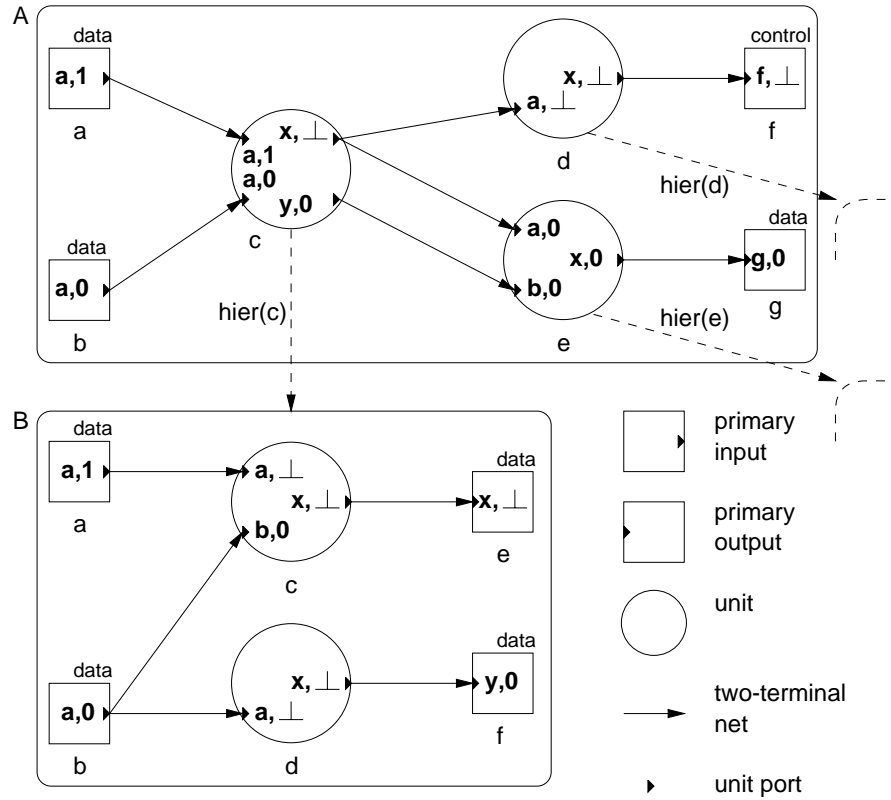 A
data
a,1
a
data
a,0
b
x,⊥
a,1
a,0
y,0
c
x,⊥
a,⊥
d
control
f,⊥
f
hier(d)
a,0
x,0
b,0
e
data
g,0
g
hier(c)
hier(e)
B
data
a,1
a
data
a,0
b
a,⊥
x,⊥
b,0
c
x,⊥
a,⊥
d
data
x,⊥
e
data
y,0
f
primary
input
primary
output
unit
two-terminal
net
unit port